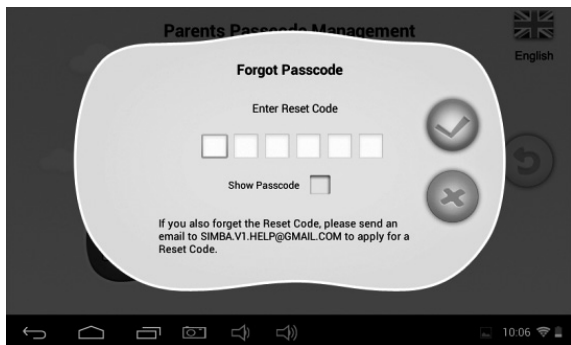 Parents Passcode Management
English
Forgot Passcode
Enter Reset Code
Show Passcode
If you also forget the Reset Code, please send an
email to SIMBA.V1.HELP@GMAIL.COM to apply for a
Reset Code.
10:06